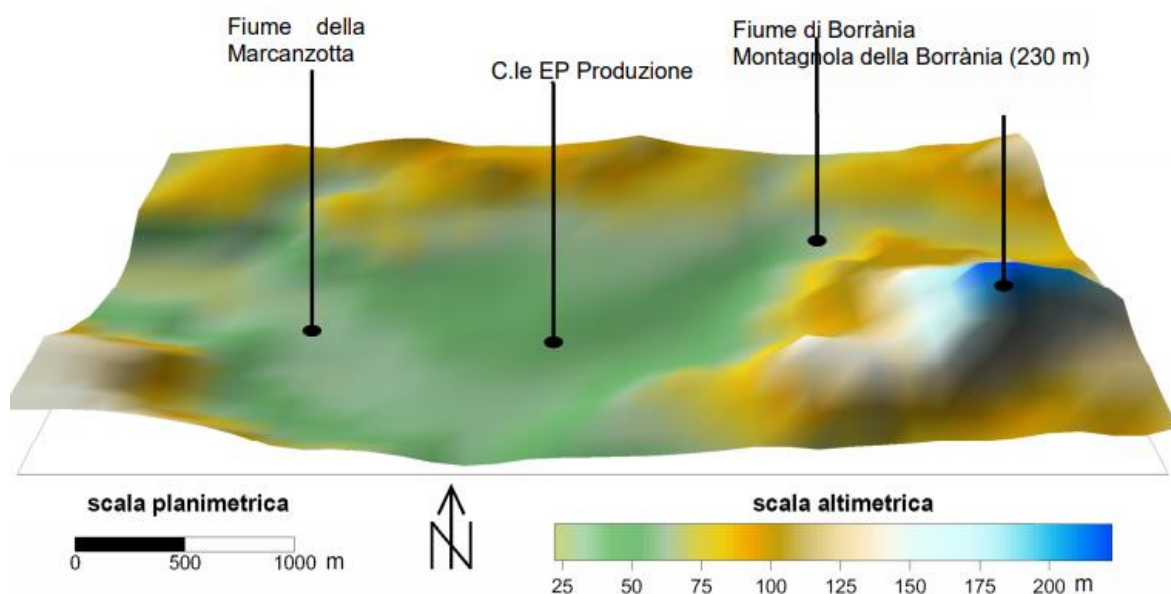 Fiume della
Marcanzotta
C.le EP Produzione
Fiume di Borrània
Montagnola della Borrània (230 m)
scala planimetrica
0 500 1000 m
N
scala altimetrica
25 50 75 100 125 150 175 200 m